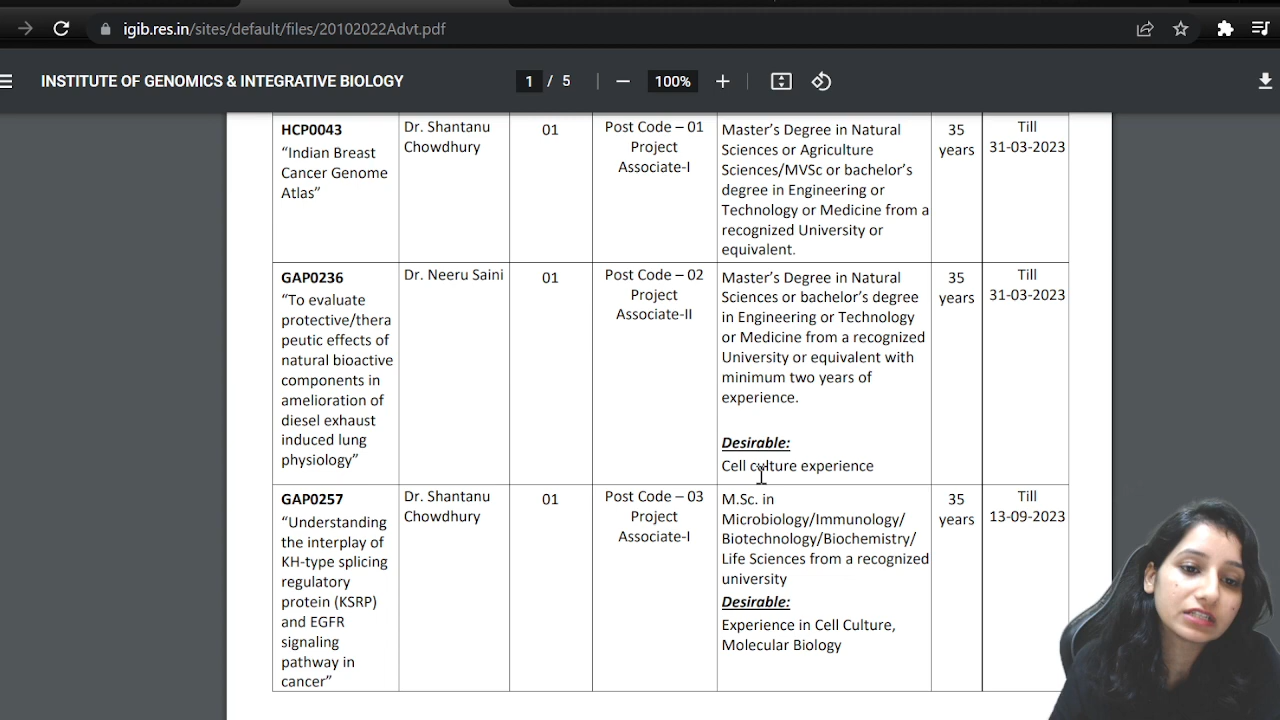 igib.res.in/sites/default/files/20102022Advt.pdf
INSTITUTE OF GENOMICS & INTEGRATIVE BIOLOGY
1 / 5
100%
HCP0043
"Indian Breast
Cancer Genome
Atlas"
Dr. Shantanu
Chowdhury
01
Post Code – 01
Project
Associate-I
Master's Degree in Natural
Sciences or Agriculture
Sciences/MVSc or bachelor's
degree in Engineering or
Technology or Medicine from a
recognized University or
equivalent.
35
years
Till
31-03-2023
GAP0236
"To evaluate
protective/thera
peutic effects of
natural bioactive
components in
amelioration of
diesel exhaust
induced lung
physiology"
Dr. Neeru Saini
01
Post Code – 02
Project
Associate-II
Master's Degree in Natural
Sciences or bachelor's degree
in Engineering or Technology
or Medicine from a recognized
University or equivalent with
minimum two years of
experience.
Desirable:
Cell culture experience
35
years
Till
31-03-2023
GAP0257
"Understanding
the interplay of
KH-type splicing
regulatory
protein (KSRP)
and EGFR
signaling
pathway in
cancer"
Dr. Shantanu
Chowdhury
01
Post Code – 03
Project
Associate-I
M.Sc. in
Microbiology/Immunology/
Biotechnology/Biochemistry/
Life Sciences from a recognized
university
Desirable:
Experience in Cell Culture,
Molecular Biology
35
years
Till
13-09-2023